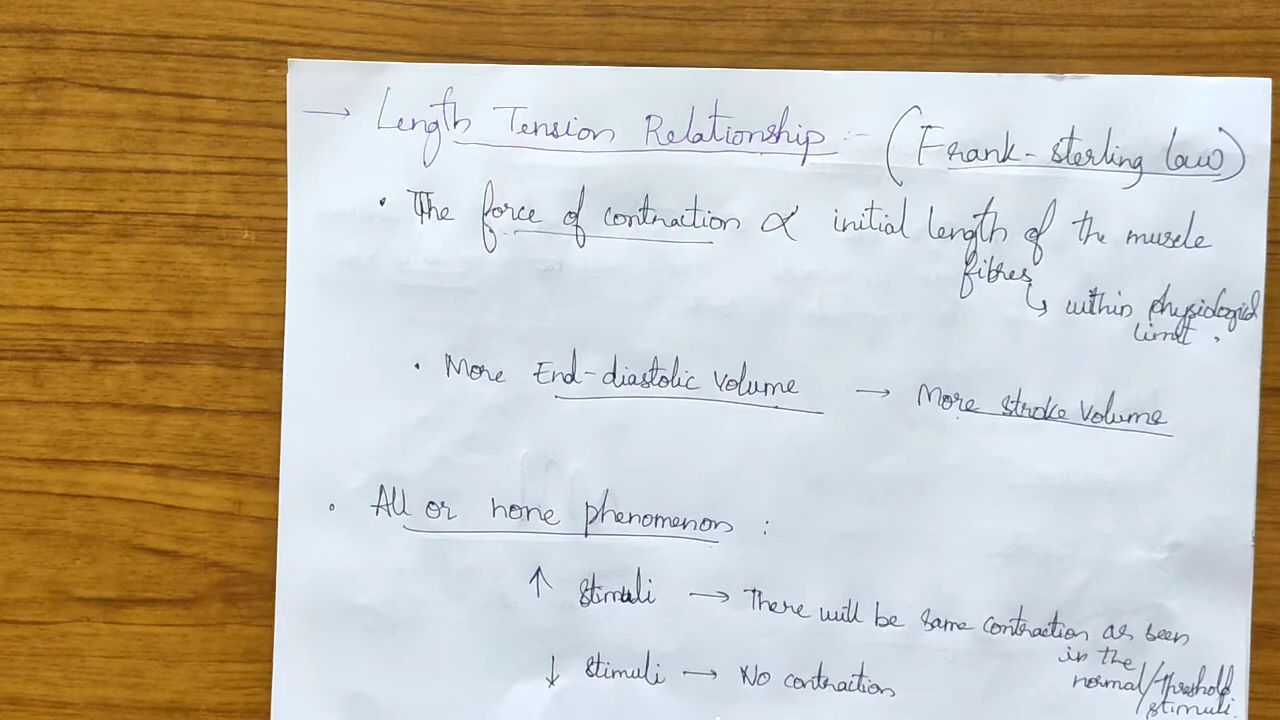 → Length Tension Relationship :- (Frank-sterling law)
• The force of contraction ∝ initial length of the muscle
fibres
↳ within physiological
limit .
• More End-diastolic volume → More stroke volume
• All or none phenomenon :
↑ stimuli → There will be same contraction as seen
in the
normal/threshold
stimuli.
↓ stimuli → No contraction